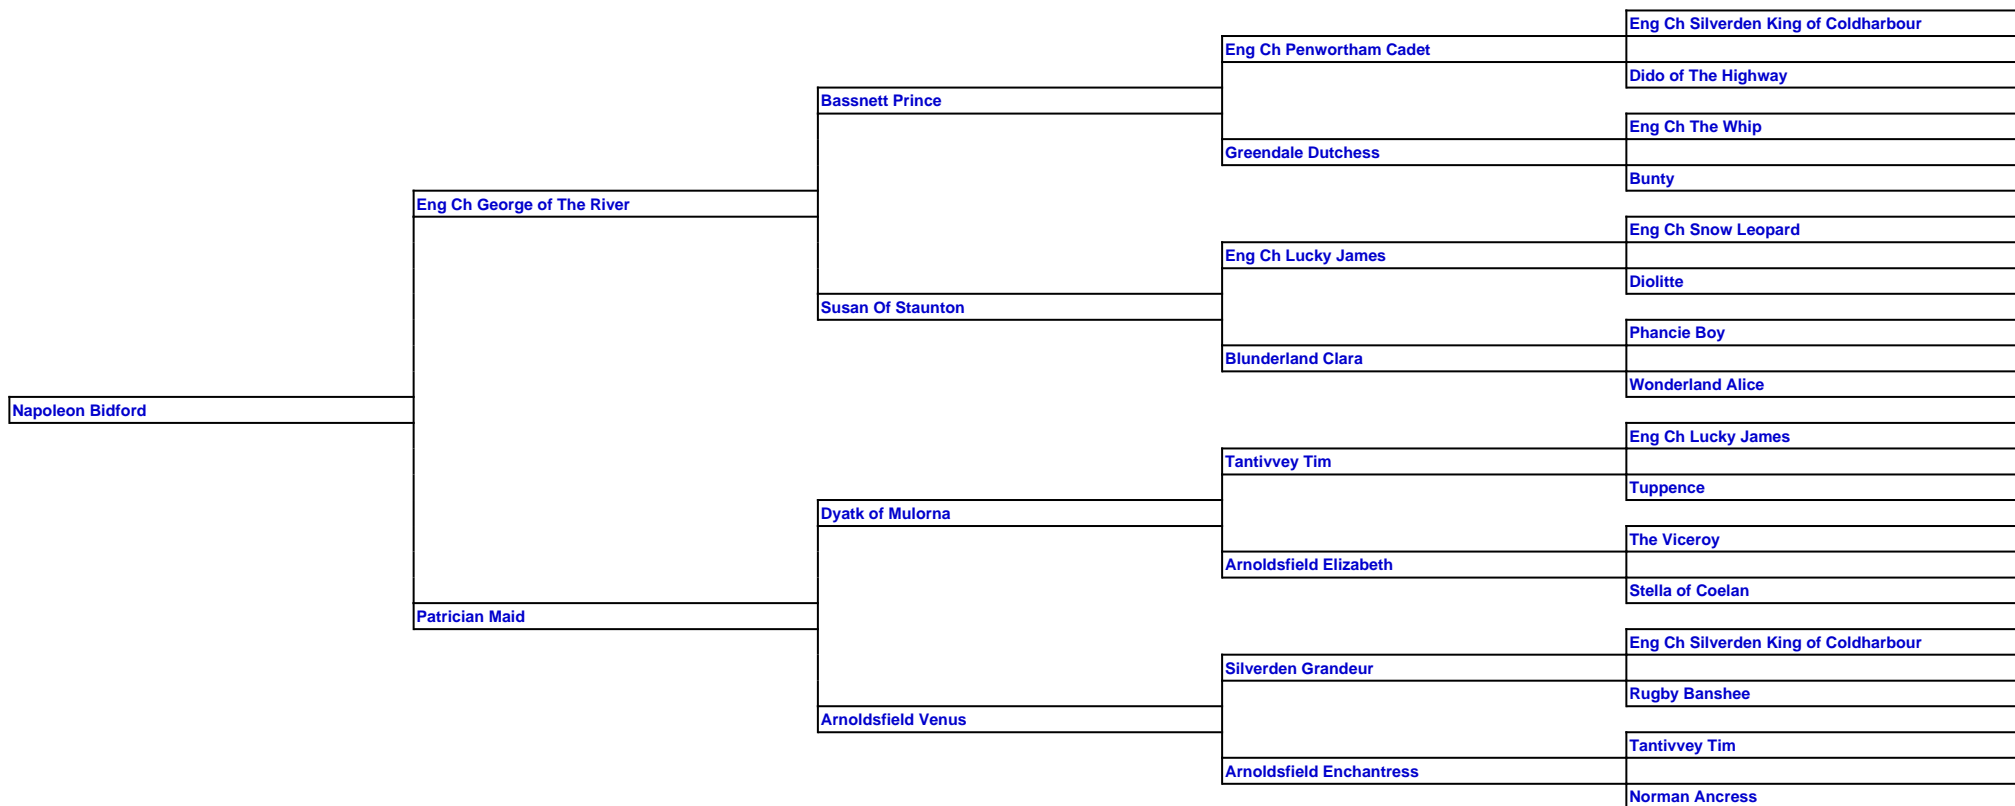 Eng Ch Silverden King of Coldharbour
Eng Ch Penwortham Cadet
Dido of The Highway
Bassnett Prince
Eng Ch The Whip
Greendale Dutchess
Bunty
Eng Ch George of The River
Eng Ch Snow Leopard
Eng Ch Lucky James
Diolitte
Susan Of Staunton
Phancie Boy
Blunderland Clara
Wonderland Alice
Napoleon Bidford
Eng Ch Lucky James
Tantivvey Tim
Tuppence
Dyatk of Mulorna
The Viceroy
Arnoldsfield Elizabeth
Stella of Coelan
Patrician Maid
Eng Ch Silverden King of Coldharbour
Silverden Grandeur
Rugby Banshee
Arnoldsfield Venus
Tantivvey Tim
Arnoldsfield Enchantress
Norman Ancress